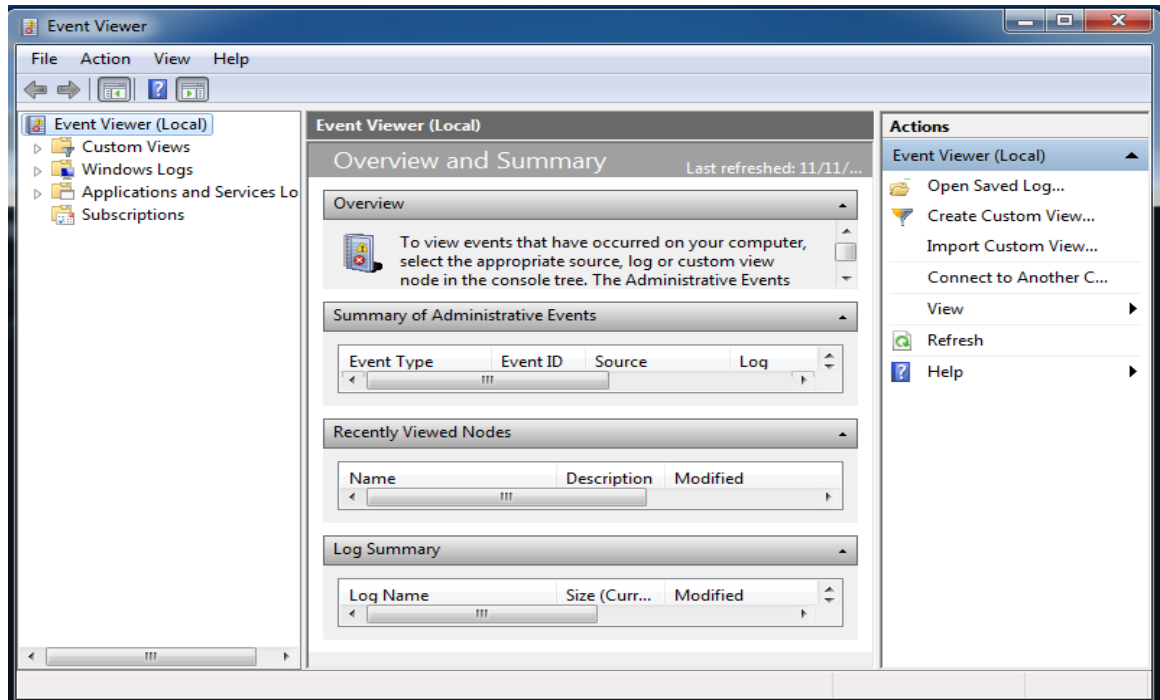 Event Viewer
File Action View Help
Event Viewer (Local)
Custom Views
Windows Logs
Applications and Services Lo
Subscriptions
Event Viewer (Local)
Overview and Summary Last refreshed: 11/11/...
Overview
To view events that have occurred on your computer,
select the appropriate source, log or custom view
node in the console tree. The Administrative Events
Summary of Administrative Events
Event Type Event ID Source Log
Recently Viewed Nodes
Name Description Modified
Log Summary
Log Name Size (Curr... Modified
Actions
Event Viewer (Local)
Open Saved Log...
Create Custom View...
Import Custom View...
Connect to Another C...
View
Refresh
Help